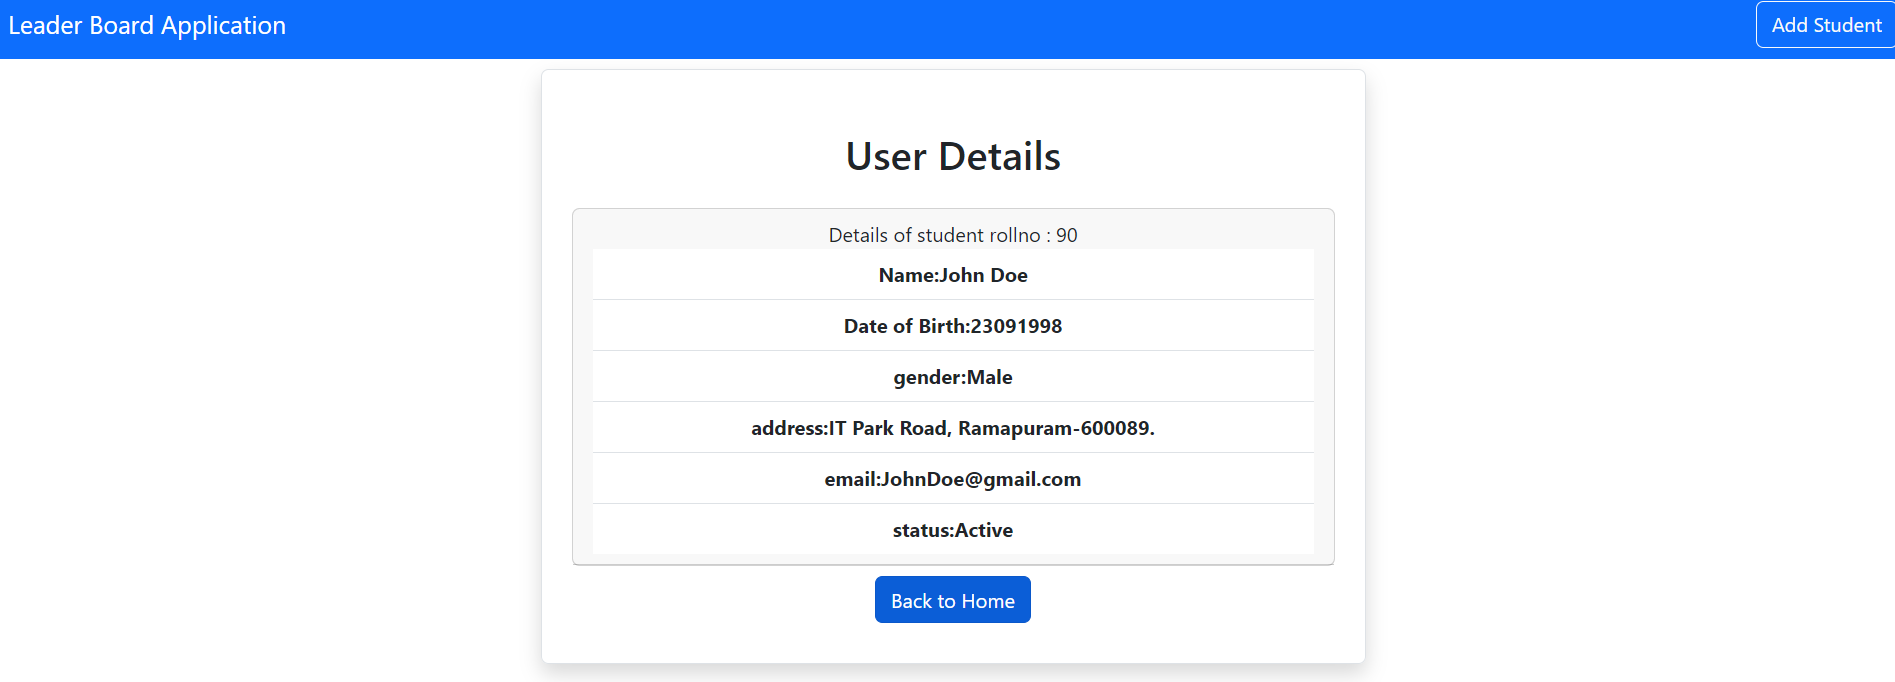 Leader Board Application
Add Student
User Details
Details of student rollno : 90
Name:John Doe
Date of Birth:23091998
gender:Male
address:IT Park Road, Ramapuram-600089.
email:JohnDoe@gmail.com
status:Active
Back to Home